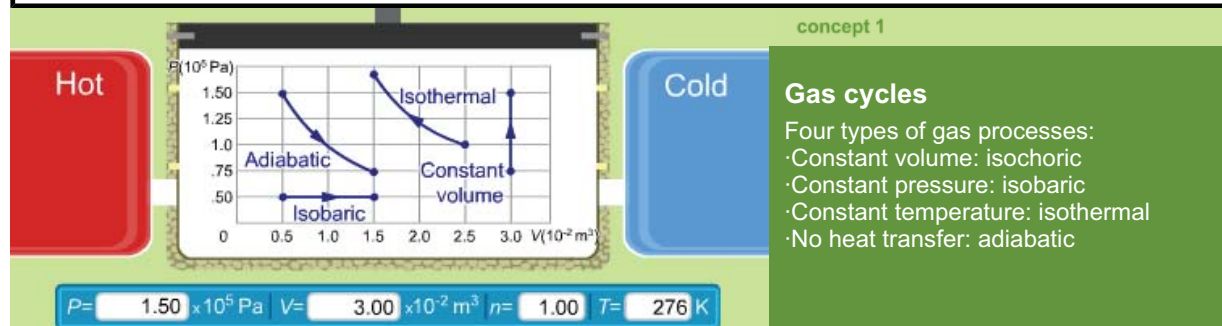 concept 1
Hot
Cold
P(10⁵ Pa)
1.50
1.25
1.0
.75
.50
Adiabatic
Isothermal
Constant
volume
Isobaric
0 0.5 1.0 1.5 2.0 2.5 3.0 V(10⁻² m³)
P= 1.50 x10⁵ Pa V= 3.00 x10⁻² m³ n= 1.00 T= 276 K
Gas cycles
Four types of gas processes:
·Constant volume: isochoric
·Constant pressure: isobaric
·Constant temperature: isothermal
·No heat transfer: adiabatic